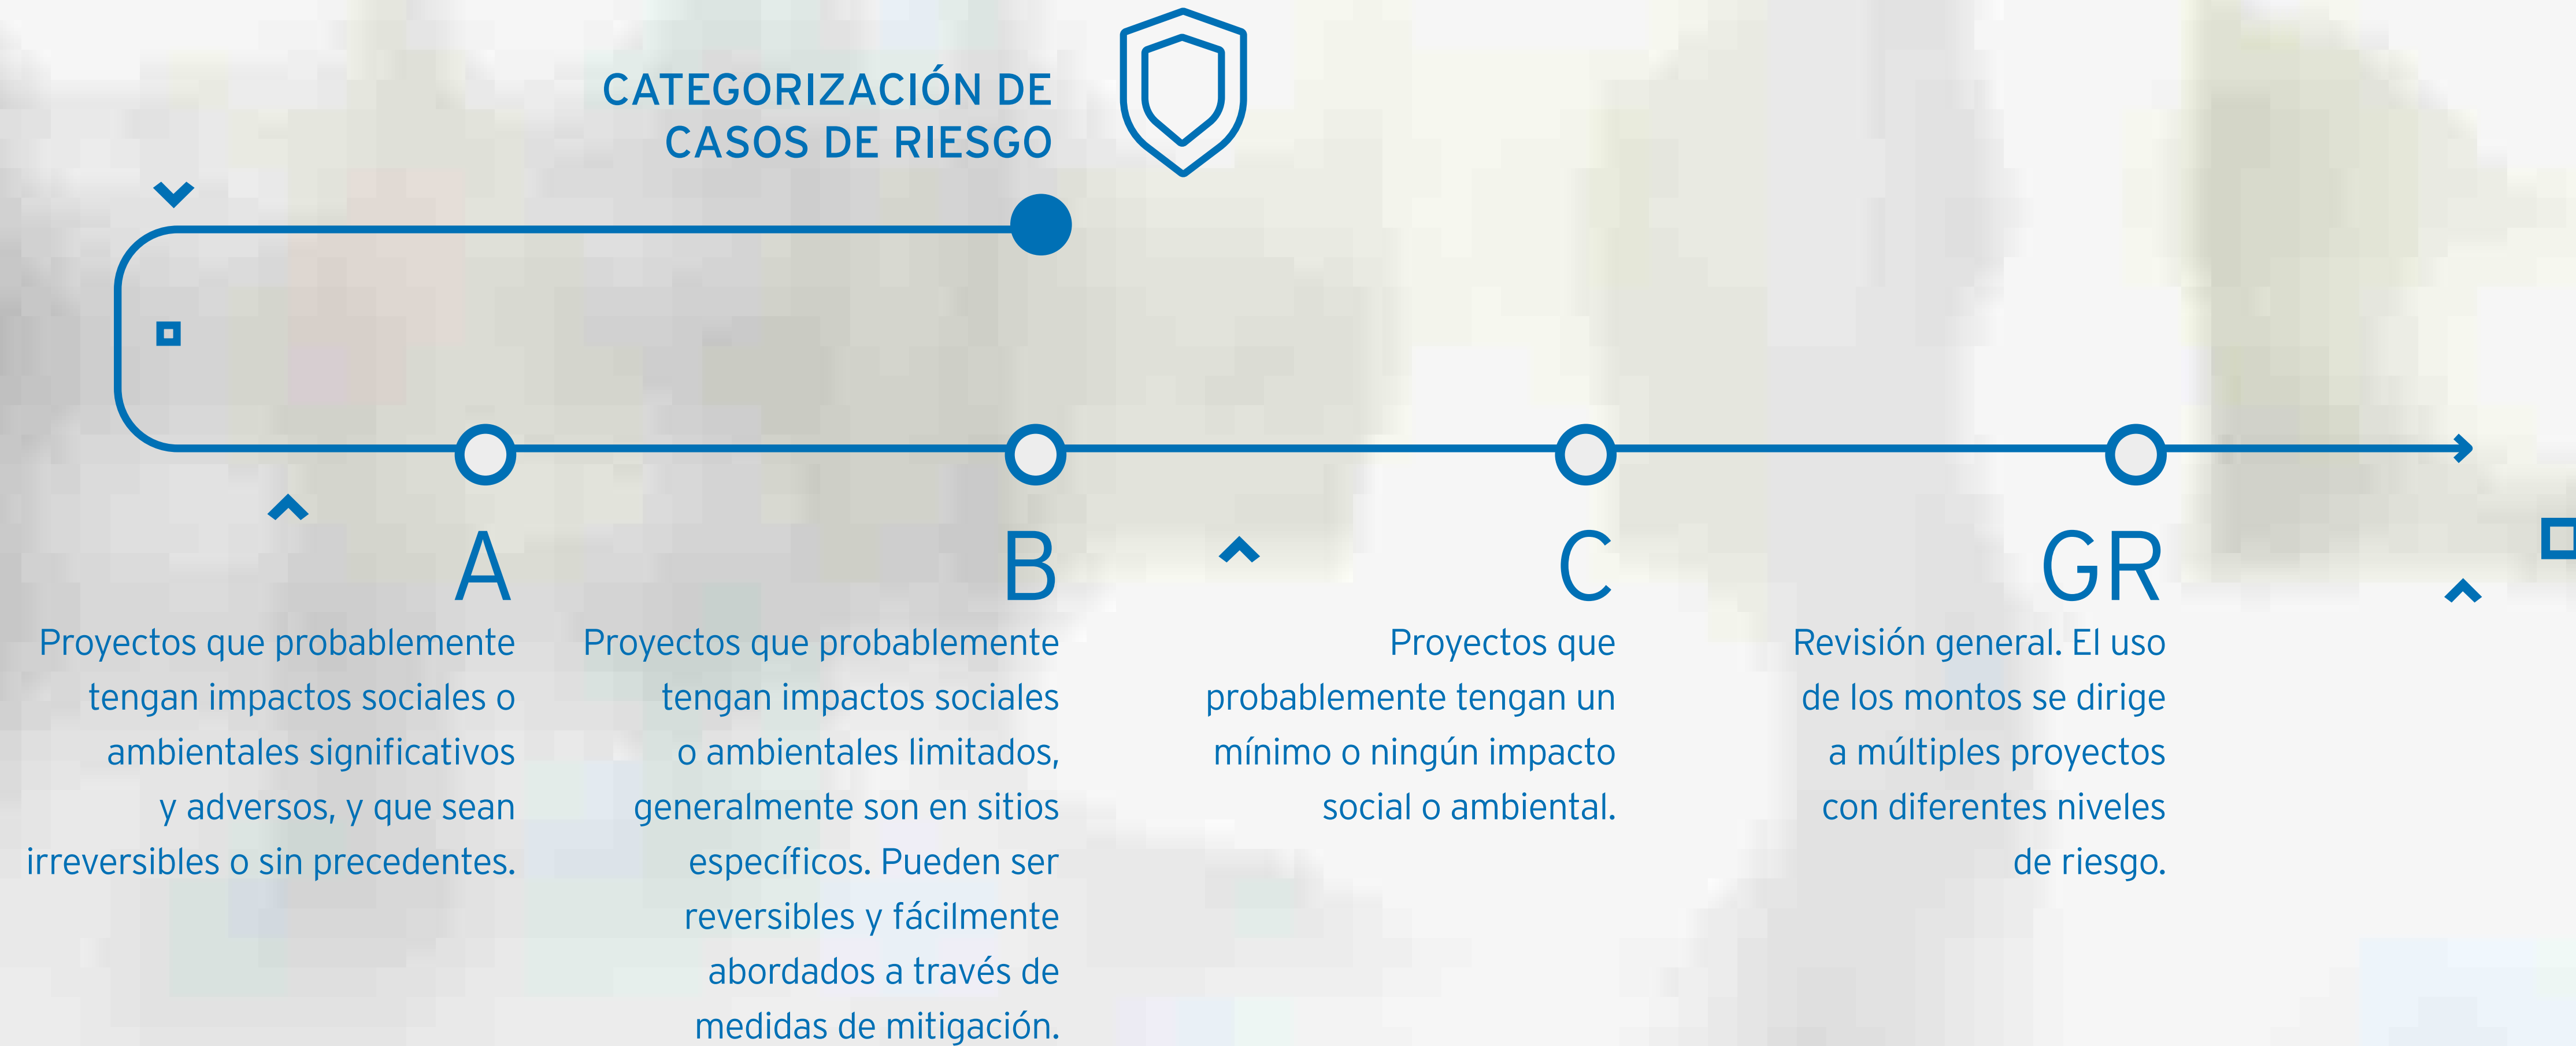 CATEGORIZACIÓN DE
CASOS DE RIESGO
A
Proyectos que probablemente
tengan impactos sociales o
ambientales significativos
y adversos, y que sean
irreversibles o sin precedentes.
B
Proyectos que probablemente
tengan impactos sociales
o ambientales limitados,
generalmente son en sitios
específicos. Pueden ser
reversibles y fácilmente
abordados a través de
medidas de mitigación.
C
Proyectos que
probablemente tengan un
mínimo o ningún impacto
social o ambiental.
GR
Revisión general. El uso
de los montos se dirige
a múltiples proyectos
con diferentes niveles
de riesgo.